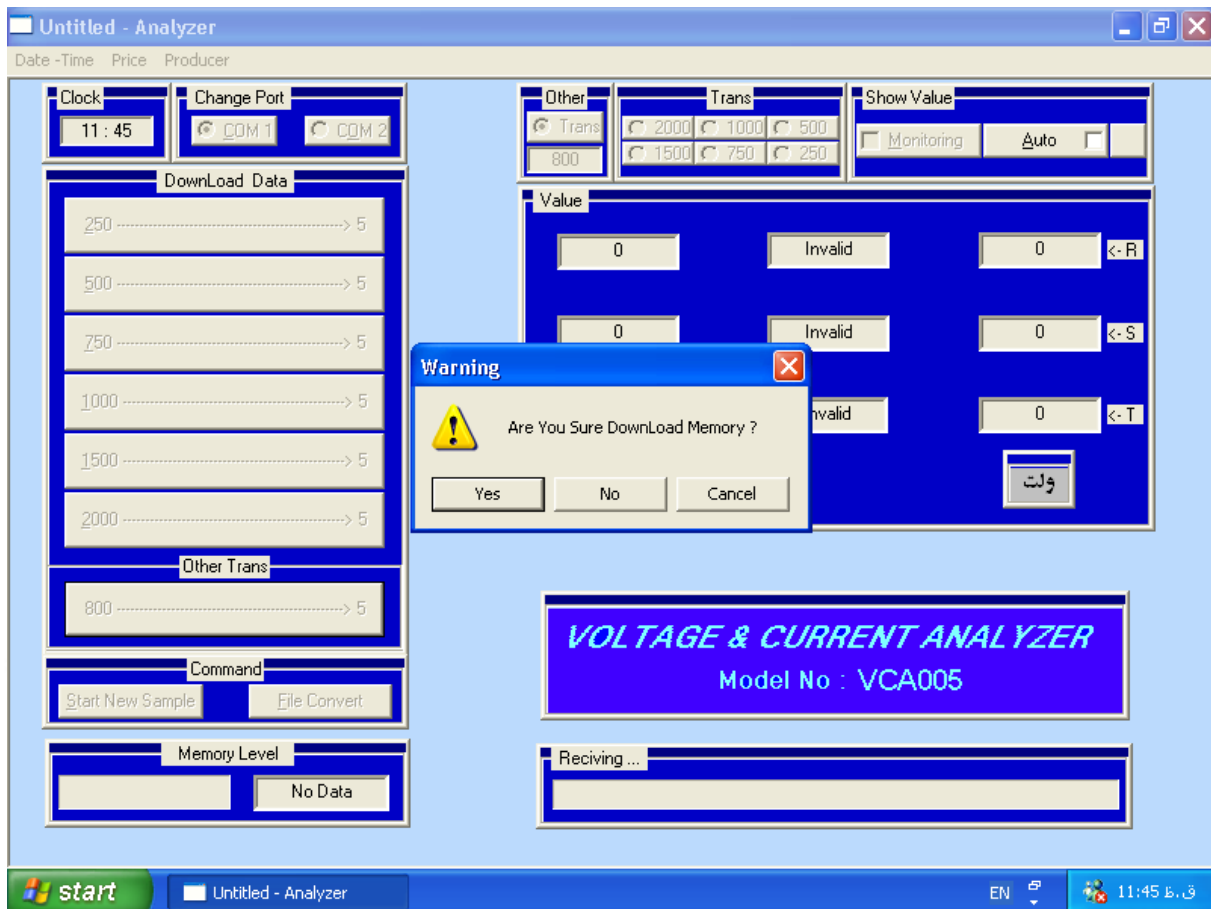 Untitled - Analyzer
Date -Time Price Producer
Clock
11 : 45
Change Port
COM 1 COM 2
Other
Trans
800
Trans
2000 1000 500
1500 750 250
Show Value
Monitoring Auto
DownLoad Data
250 -----------------------------------------------> 5
500 -----------------------------------------------> 5
750 -----------------------------------------------> 5
1000 ---------------------------------------------> 5
1500 ---------------------------------------------> 5
2000 ---------------------------------------------> 5
Other Trans
800 -----------------------------------------------> 5
Command
Start New Sample File Convert
Memory Level
No Data
Value
0 Invalid 0 <- R
0 Invalid 0 <- S
nvalid 0 <- T
ولت
Warning
Are You Sure DownLoad Memory ?
Yes No Cancel
VOLTAGE & CURRENT ANALYZER
Model No : VCA005
Reciving ...
start Untitled - Analyzer EN 11:45 ق.ظ